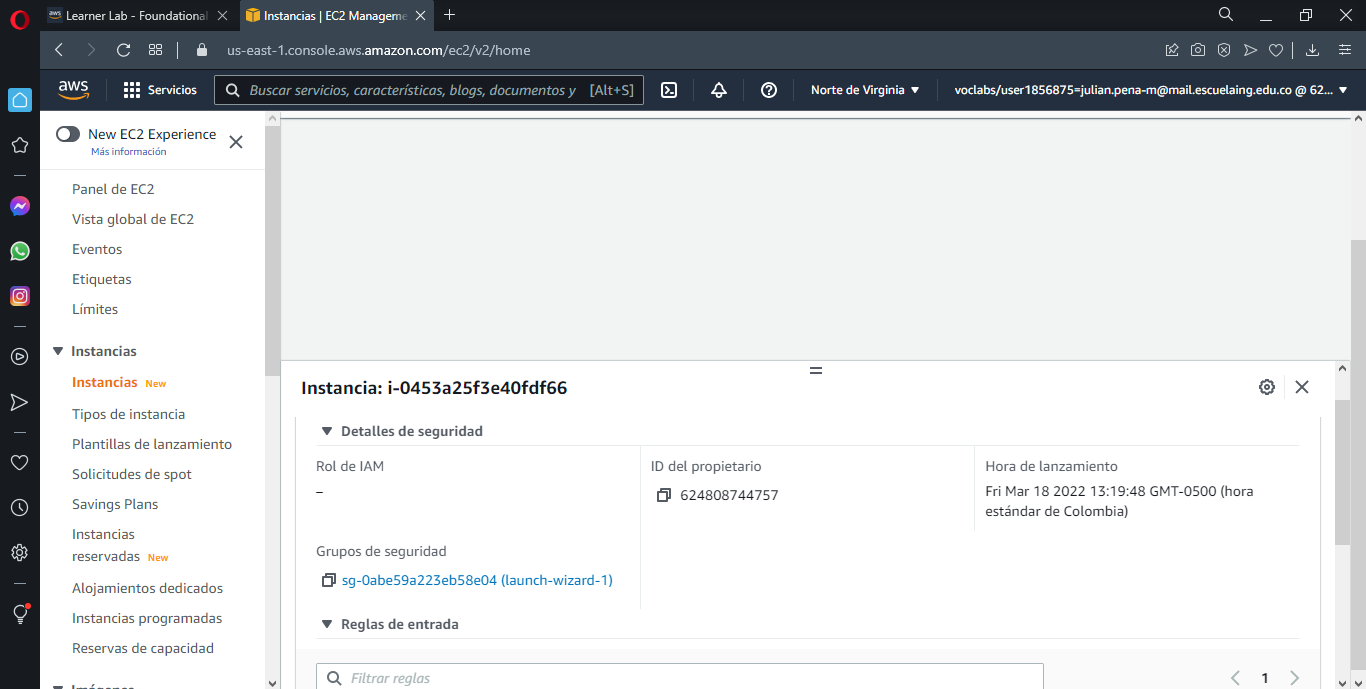 aws Learner Lab - Foundational
Instancias | EC2 Manageme
us-east-1.console.aws.amazon.com/ec2/v2/home
aws
Servicios
Buscar servicios, características, blogs, documentos y [Alt+S]
Norte de Virginia
voclabs/user1856875=julian.pena-m@mail.escuelaing.edu.co @ 62...
New EC2 Experience
Más información
Panel de EC2
Vista global de EC2
Eventos
Etiquetas
Límites
Instancias
Instancias New
Tipos de instancia
Plantillas de lanzamiento
Solicitudes de spot
Savings Plans
Instancias
reservadas New
Alojamientos dedicados
Instancias programadas
Reservas de capacidad
Imágenes
Instancia: i-0453a25f3e40fdf66
Detalles de seguridad
Rol de IAM
–
ID del propietario
624808744757
Hora de lanzamiento
Fri Mar 18 2022 13:19:48 GMT-0500 (hora
estándar de Colombia)
Grupos de seguridad
sg-0abe59a223eb58e04 (launch-wizard-1)
Reglas de entrada
Filtrar reglas
1